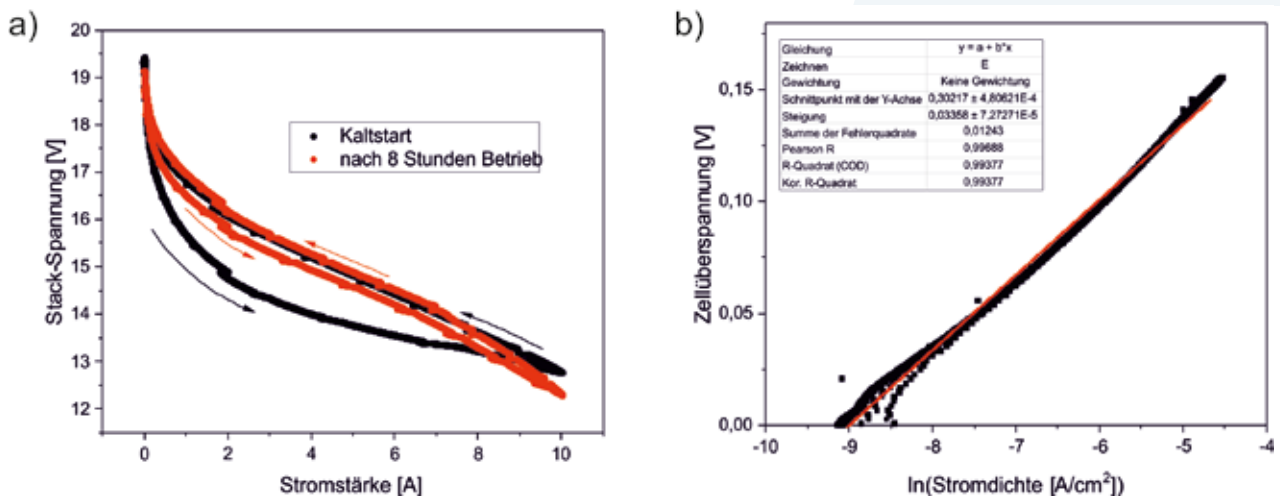 a)
20
19
18
17
16
15
14
13
12
Stack-Spannung [V]
Kaltstart
nach 8 Stunden Betrieb
0 2 4 6 8 10
Stromstärke [A]
b)
0,15
0,10
0,05
0,00
Zellüberspannung [V]
Gleichung y = a + b*x
Zeichnen E
Gewichtung Keine Gewichtung
Schnittpunkt mit der Y-Achse 0,30217 ± 4,80621E-4
Steigung 0,03358 ± 7,27271E-5
Summe der Fehlerquadrate 0,01243
Pearson R 0,99688
R-Quadrat (COD) 0,99377
Kor. R-Quadrat 0,99377
-10 -9 -8 -7 -6 -5 -4
ln(Stromdichte [A/cm²])